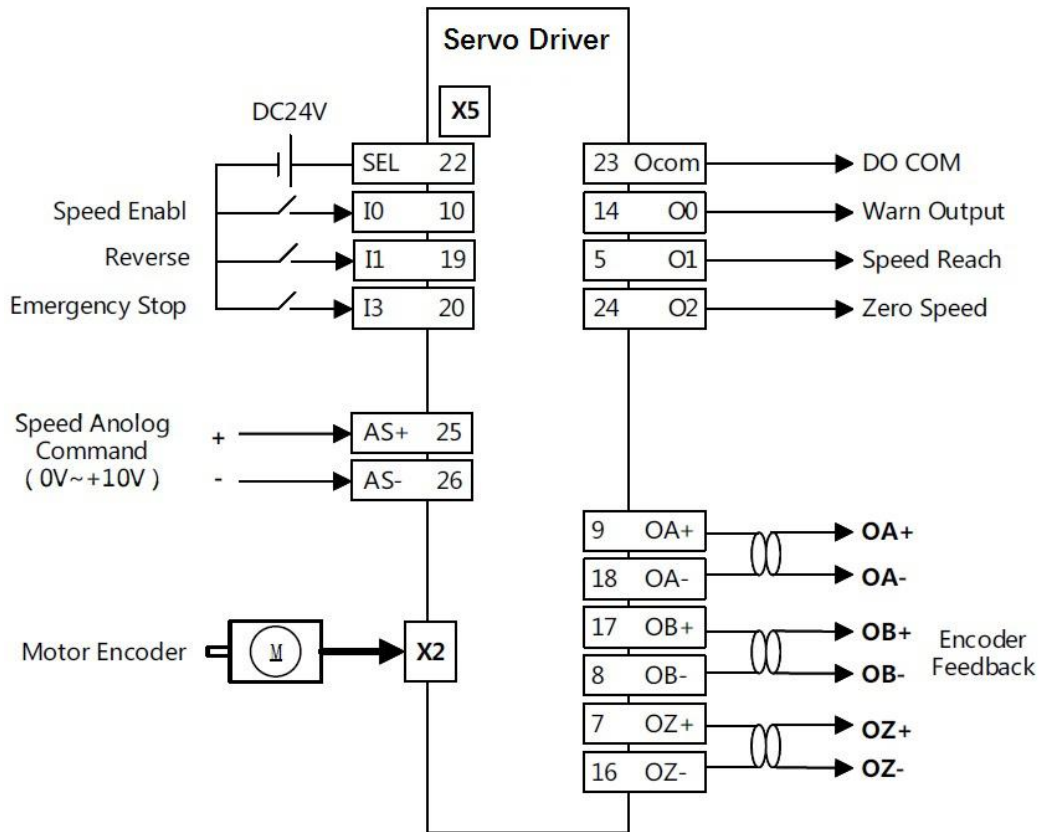 Servo Driver
X5
DC24V
SEL 22
23 Ocom
DO COM
Speed Enabl
I0 10
14 O0
Warn Output
Reverse
I1 19
5 O1
Speed Reach
Emergency Stop
I3 20
24 O2
Zero Speed
Speed Anolog
Command
( 0V~+10V )
+
-
AS+ 25
AS- 26
9 OA+
OA+
18 OA-
OA-
17 OB+
OB+
8 OB-
OB-
7 OZ+
OZ+
16 OZ-
OZ-
Encoder
Feedback
Motor Encoder
M
X2